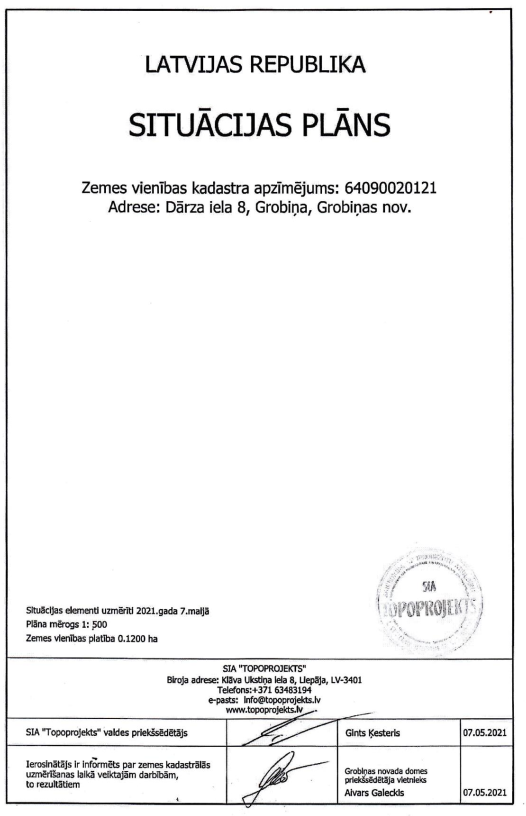 LATVIJAS REPUBLIKA
SITUĀCIJAS PLĀNS
Zemes vienības kadastra apzīmējums: 64090020121
Adrese: Dārza iela 8, Grobiņa, Grobiņas nov.
SIA
TOPOPROJEKTS
Situācijas elementi uzmērīti 2021.gada 7.maijā
Plāna mērogs 1: 500
Zemes vienības platība 0.1200 ha
SIA "TOPOPROJEKTS"
Biroja adrese: Klāva Ukstiņa iela 8, Liepāja, LV-3401
Telefons:+371 63483194
e-pasts: info@topoprojekts.lv
www.topoprojekts.lv
SIA "Topoprojekts" valdes priekšsēdētājs
Gints Ķesteris
07.05.2021
Ierosinātājs ir informēts par zemes kadastrālās
uzmērīšanas laikā veiktajām darbībām,
to rezultātiem
Grobiņas novada domes
priekšsēdētāja vietnieks
Aivars Galeckis
07.05.2021